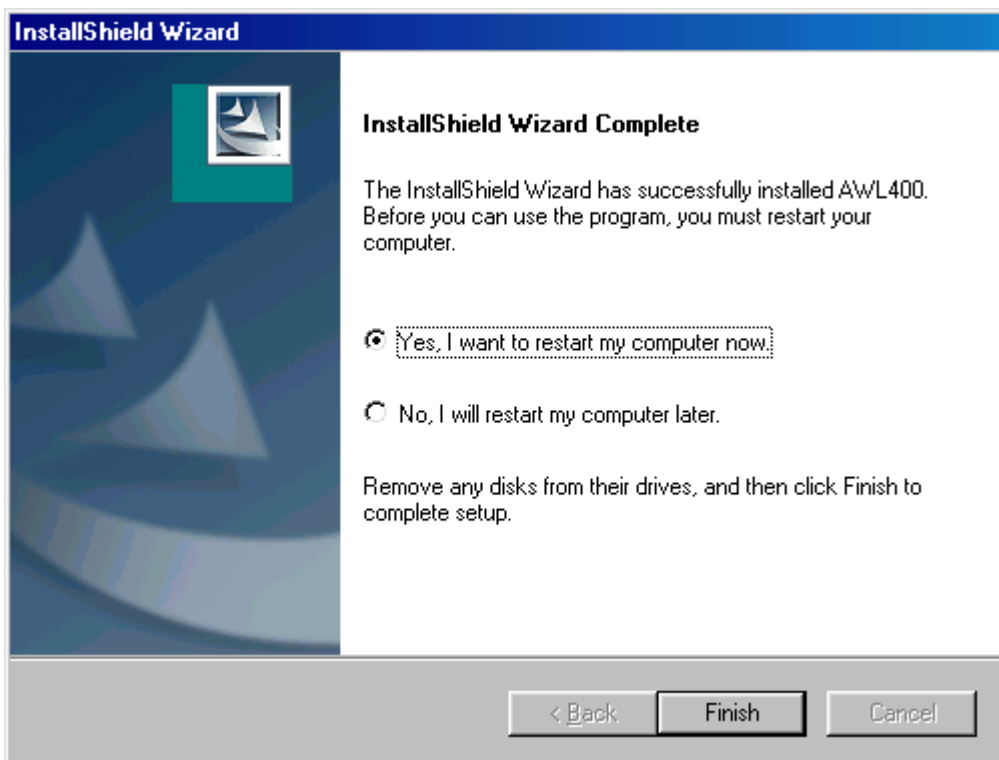 InstallShield Wizard
InstallShield Wizard Complete
The InstallShield Wizard has successfully installed AWL400.
Before you can use the program, you must restart your
computer.
Yes, I want to restart my computer now.
No, I will restart my computer later.
Remove any disks from their drives, and then click Finish to
complete setup.
< Back Finish Cancel